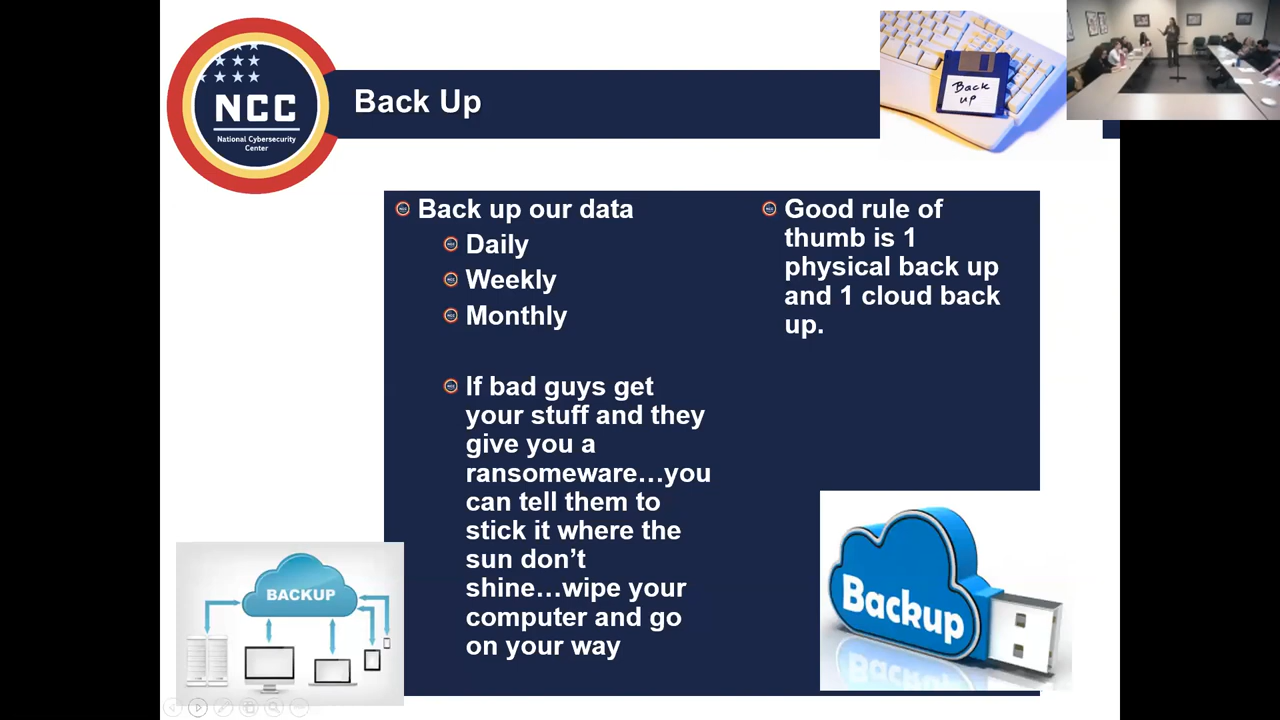 NCC
National Cybersecurity
Center
Back Up
Back
up
Back up our data
Daily
Weekly
Monthly
If bad guys get
your stuff and they
give you a
ransomeware…you
can tell them to
stick it where the
sun don’t
shine…wipe your
computer and go
on your way
Good rule of
thumb is 1
physical back up
and 1 cloud back
up.
BACKUP
Backup